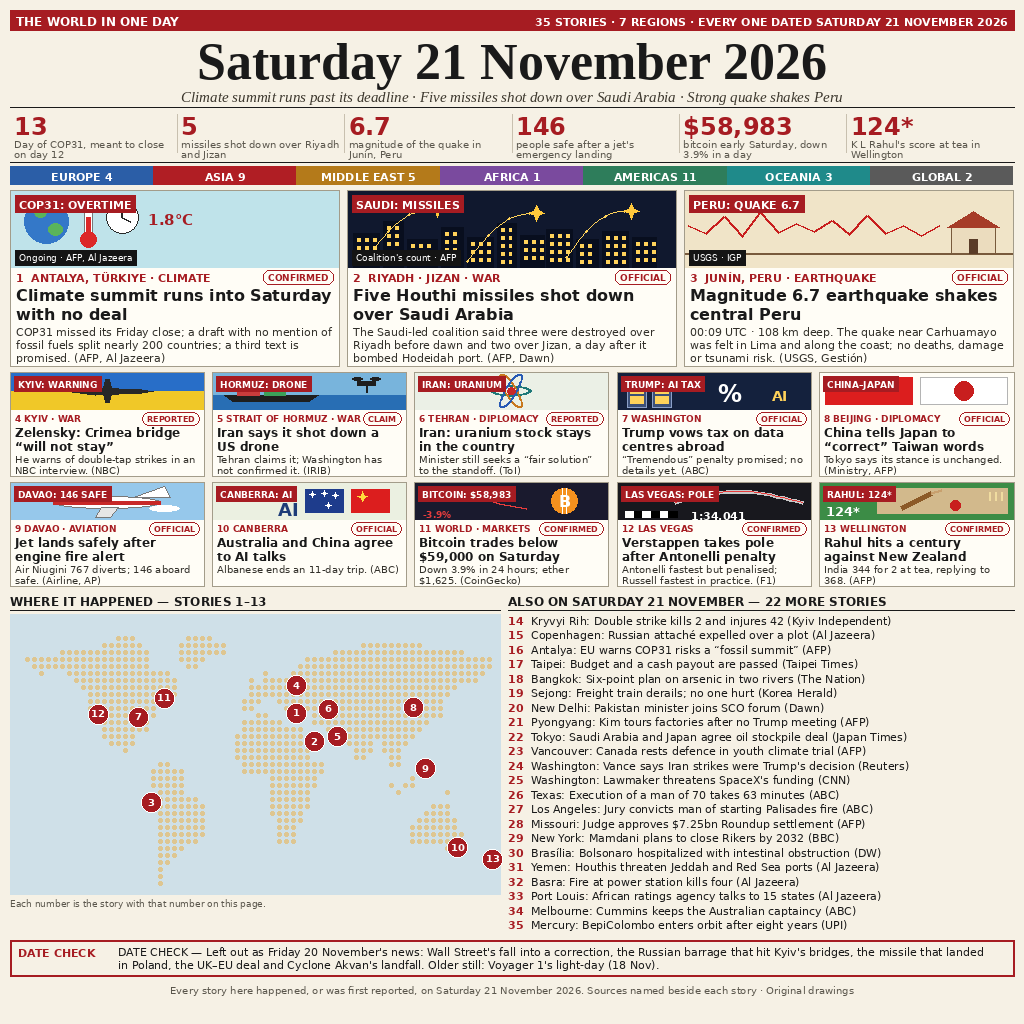 THE WORLD IN ONE DAY
35 STORIES · 7 REGIONS · EVERY ONE DATED SATURDAY 21 NOVEMBER 2026
Saturday 21 November 2026
Climate summit runs past its deadline · Five missiles shot down over Saudi Arabia · Strong quake shakes Peru
13
Day of COP31, meant to close
on day 12
5
missiles shot down over Riyadh
and Jizan
6.7
magnitude of the quake in
Junín, Peru
146
people safe after a jet's
emergency landing
$58,983
bitcoin early Saturday, down
3.9% in a day
124*
K L Rahul's score at tea in
Wellington
EUROPE 4
ASIA 9
MIDDLE EAST 5
AFRICA 1
AMERICAS 11
OCEANIA 3
GLOBAL 2
COP31: OVERTIME
1.8°C
Ongoing · AFP, Al Jazeera
1 ANTALYA, TÜRKIYE · CLIMATE
CONFIRMED
Climate summit runs into Saturday
with no deal
COP31 missed its Friday close; a draft with no mention of
fossil fuels split nearly 200 countries; a third text is
promised. (AFP, Al Jazeera)
SAUDI: MISSILES
Coalition's count · AFP
2 RIYADH · JIZAN · WAR
OFFICIAL
Five Houthi missiles shot down
over Saudi Arabia
The Saudi-led coalition said three were destroyed over
Riyadh before dawn and two over Jizan, a day after it
bombed Hodeidah port. (AFP, Dawn)
PERU: QUAKE 6.7
USGS · IGP
3 JUNÍN, PERU · EARTHQUAKE
OFFICIAL
Magnitude 6.7 earthquake shakes
central Peru
00:09 UTC · 108 km deep. The quake near Carhuamayo
was felt in Lima and along the coast; no deaths, damage
or tsunami risk. (USGS, Gestión)
KYIV: WARNING
4 KYIV · WAR
REPORTED
Zelensky: Crimea bridge
“will not stay”
He warns of double-tap strikes in an
NBC interview. (NBC)
HORMUZ: DRONE
5 STRAIT OF HORMUZ · WAR
CLAIM
Iran says it shot down a
US drone
Tehran claims it; Washington has
not confirmed it. (IRIB)
IRAN: URANIUM
6 TEHRAN · DIPLOMACY
REPORTED
Iran: uranium stock stays
in the country
Minister still seeks a “fair solution”
to the standoff. (ToI)
TRUMP: AI TAX
%
AI
7 WASHINGTON
OFFICIAL
Trump vows tax on data
centres abroad
“Tremendous” penalty promised; no
details yet. (ABC)
CHINA–JAPAN
8 BEIJING · DIPLOMACY
OFFICIAL
China tells Japan to
“correct” Taiwan words
Tokyo says its stance is unchanged.
(Ministry, AFP)
DAVAO: 146 SAFE
9 DAVAO · AVIATION
OFFICIAL
Jet lands safely after
engine fire alert
Air Niugini 767 diverts; 146 aboard
safe. (Airline, AP)
CANBERRA: AI
AI
10 CANBERRA
OFFICIAL
Australia and China agree
to AI talks
Albanese ends an 11-day trip. (ABC)
BITCOIN: $58,983
-3.9%
B
11 WORLD · MARKETS
CONFIRMED
Bitcoin trades below
$59,000 on Saturday
Down 3.9% in 24 hours; ether
$1,625. (CoinGecko)
LAS VEGAS: POLE
1:34.041
12 LAS VEGAS
CONFIRMED
Verstappen takes pole
after Antonelli penalty
Antonelli fastest but penalised;
Russell fastest in practice. (F1)
RAHUL: 124*
124*
13 WELLINGTON
CONFIRMED
Rahul hits a century
against New Zealand
India 344 for 2 at tea, replying to
368. (AFP)
WHERE IT HAPPENED — STORIES 1–13
4
11
1
6
8
12
7
2
5
9
3
10
13
Each number is the story with that number on this page.
ALSO ON SATURDAY 21 NOVEMBER — 22 MORE STORIES
14 Kryvyi Rih: Double strike kills 2 and injures 42 (Kyiv Independent)
15 Copenhagen: Russian attaché expelled over a plot (Al Jazeera)
16 Antalya: EU warns COP31 risks a “fossil summit” (AFP)
17 Taipei: Budget and a cash payout are passed (Taipei Times)
18 Bangkok: Six-point plan on arsenic in two rivers (The Nation)
19 Sejong: Freight train derails; no one hurt (Korea Herald)
20 New Delhi: Pakistan minister joins SCO forum (Dawn)
21 Pyongyang: Kim tours factories after no Trump meeting (AFP)
22 Tokyo: Saudi Arabia and Japan agree oil stockpile deal (Japan Times)
23 Vancouver: Canada rests defence in youth climate trial (AFP)
24 Washington: Vance says Iran strikes were Trump's decision (Reuters)
25 Washington: Lawmaker threatens SpaceX's funding (CNN)
26 Texas: Execution of a man of 70 takes 63 minutes (ABC)
27 Los Angeles: Jury convicts man of starting Palisades fire (ABC)
28 Missouri: Judge approves $7.25bn Roundup settlement (AFP)
29 New York: Mamdani plans to close Rikers by 2032 (BBC)
30 Brasília: Bolsonaro hospitalized with intestinal obstruction (DW)
31 Yemen: Houthis threaten Jeddah and Red Sea ports (Al Jazeera)
32 Basra: Fire at power station kills four (Al Jazeera)
33 Port Louis: African ratings agency talks to 15 states (Al Jazeera)
34 Melbourne: Cummins keeps the Australian captaincy (ABC)
35 Mercury: BepiColombo enters orbit after eight years (UPI)
DATE CHECK
DATE CHECK — Left out as Friday 20 November's news: Wall Street's fall into a correction, the Russian barrage that hit Kyiv's bridges, the missile that landed
in Poland, the UK–EU deal and Cyclone Akvan's landfall. Older still: Voyager 1's light-day (18 Nov).
Every story here happened, or was first reported, on Saturday 21 November 2026. Sources named beside each story · Original drawings